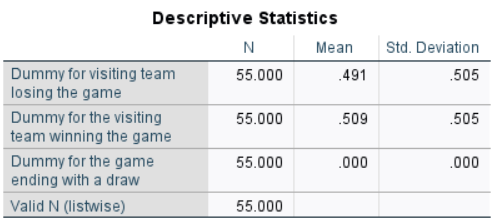 Descriptive Statistics
N Mean Std. Deviation
Dummy for visiting team 55.000 .491 .505
losing the game
Dummy for the visiting 55.000 .509 .505
team winning the game
Dummy for the game 55.000 .000 .000
ending with a draw
Valid N (listwise) 55.000